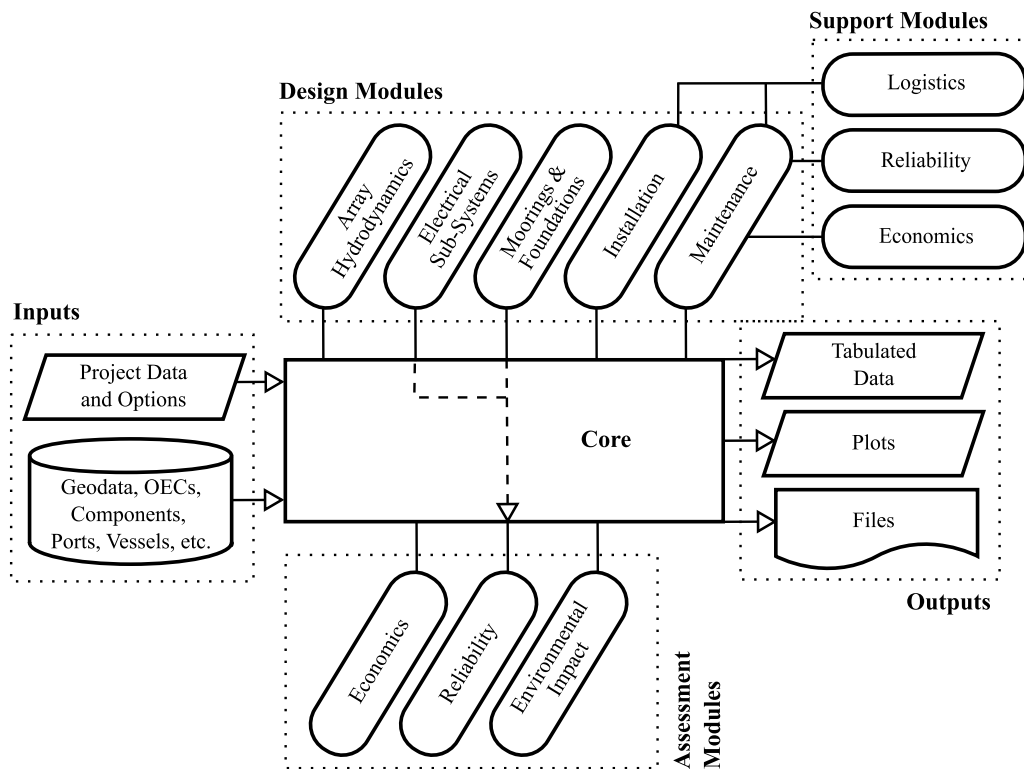 Support Modules
Logistics
Reliability
Economics
Design Modules
Array
Hydrodynamics
Electrical
Sub-Systems
Moorings &
Foundations
Installation
Maintenance
Inputs
Project Data
and Options
Geodata, OECs,
Components,
Ports, Vessels, etc.
Core
Tabulated
Data
Plots
Files
Outputs
Economics
Reliability
Environmental
Impact
Assessment
Modules